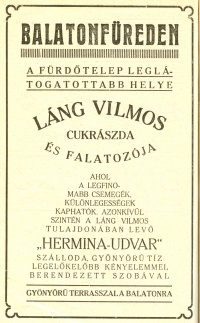 BALATONFÜREDEN
A FÜRDŐTELEP LEGLÁ-
TOGATOTTABB HELYE
LÁNG VILMOS
CUKRÁSZDA
ÉS FALATOZÓJA
AHOL
A LEGFINO-
MABB CSEMEGÉK,
KÜLÖNLEGESSÉGEK
KAPHATÓK. AZONKÍVÜL
SZINTÉN A LÁNG VILMOS
TULAJDONÁBAN LEVŐ
„HERMINA-UDVAR"
SZÁLLODA, GYÖNYÖRŰ TÍZ
LEGELŐKELŐBB KÉNYELEMMEL
BERENDEZETT SZOBÁVAL
GYÖNYÖRŰ TERRASSZAL A BALATONRA